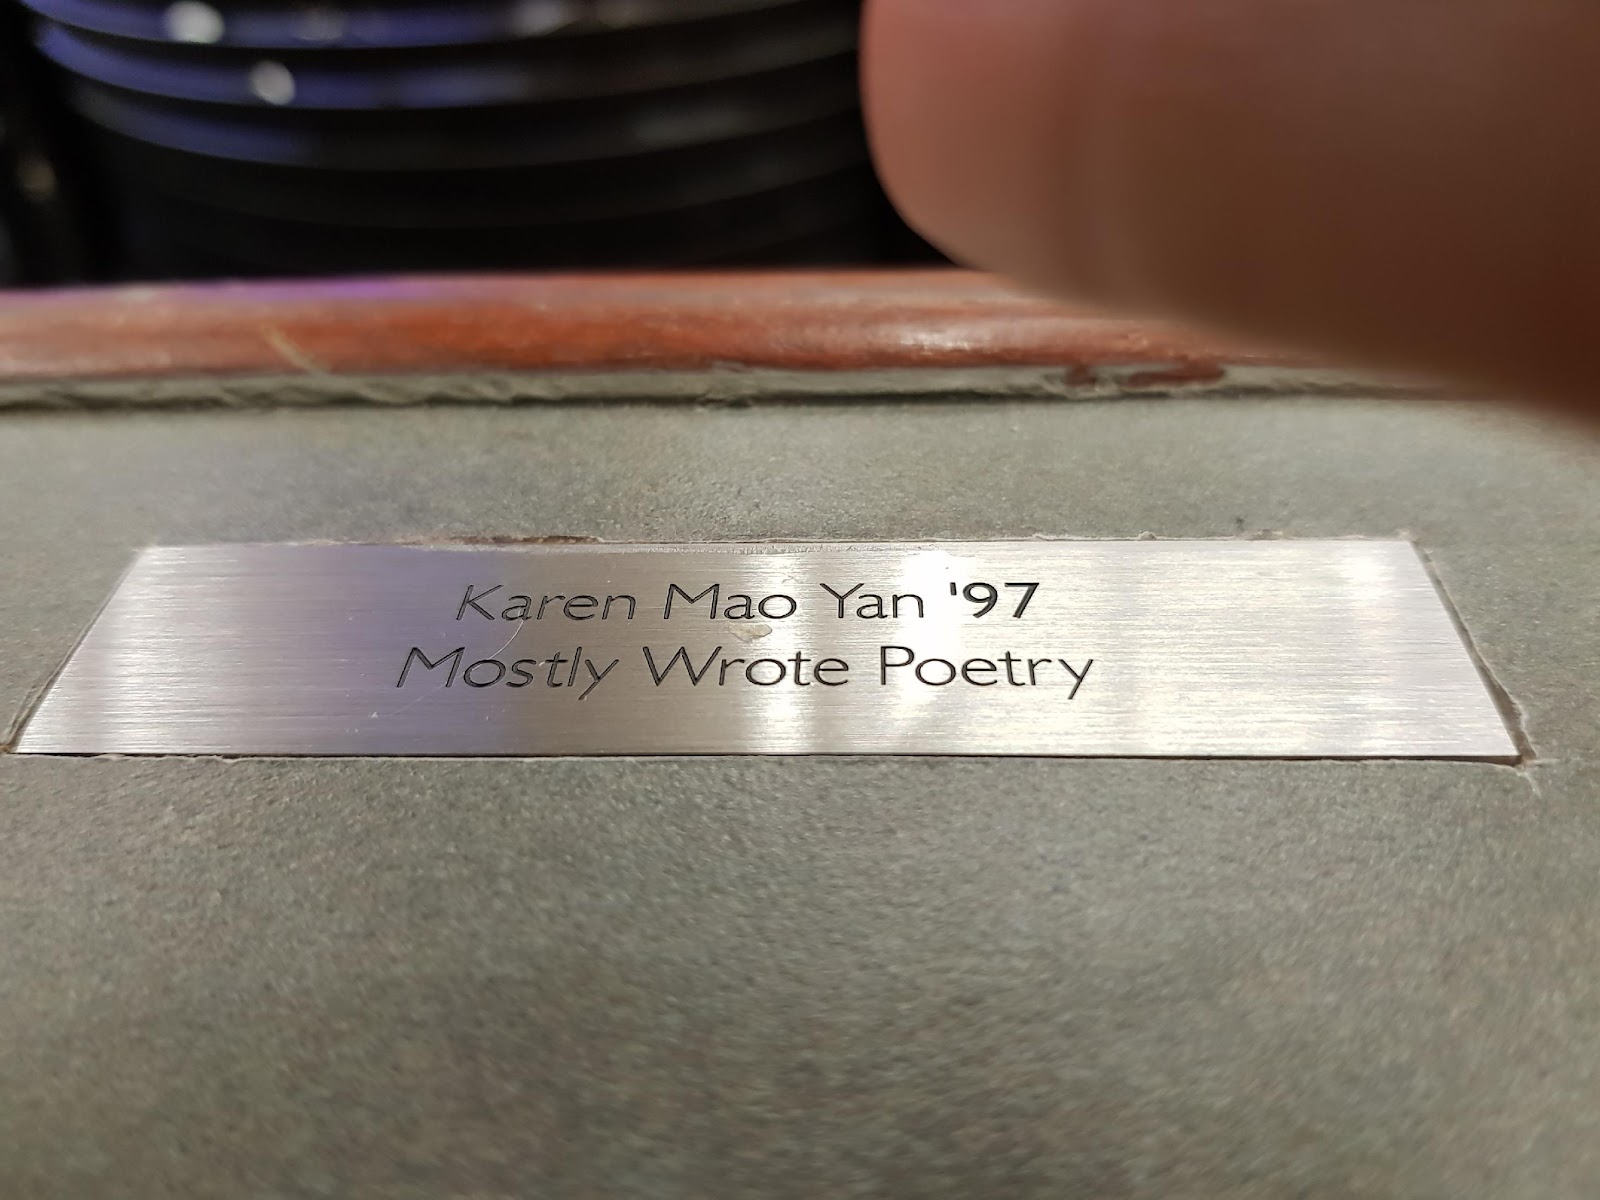 Karen Mao Yan '97
Mostly Wrote Poetry